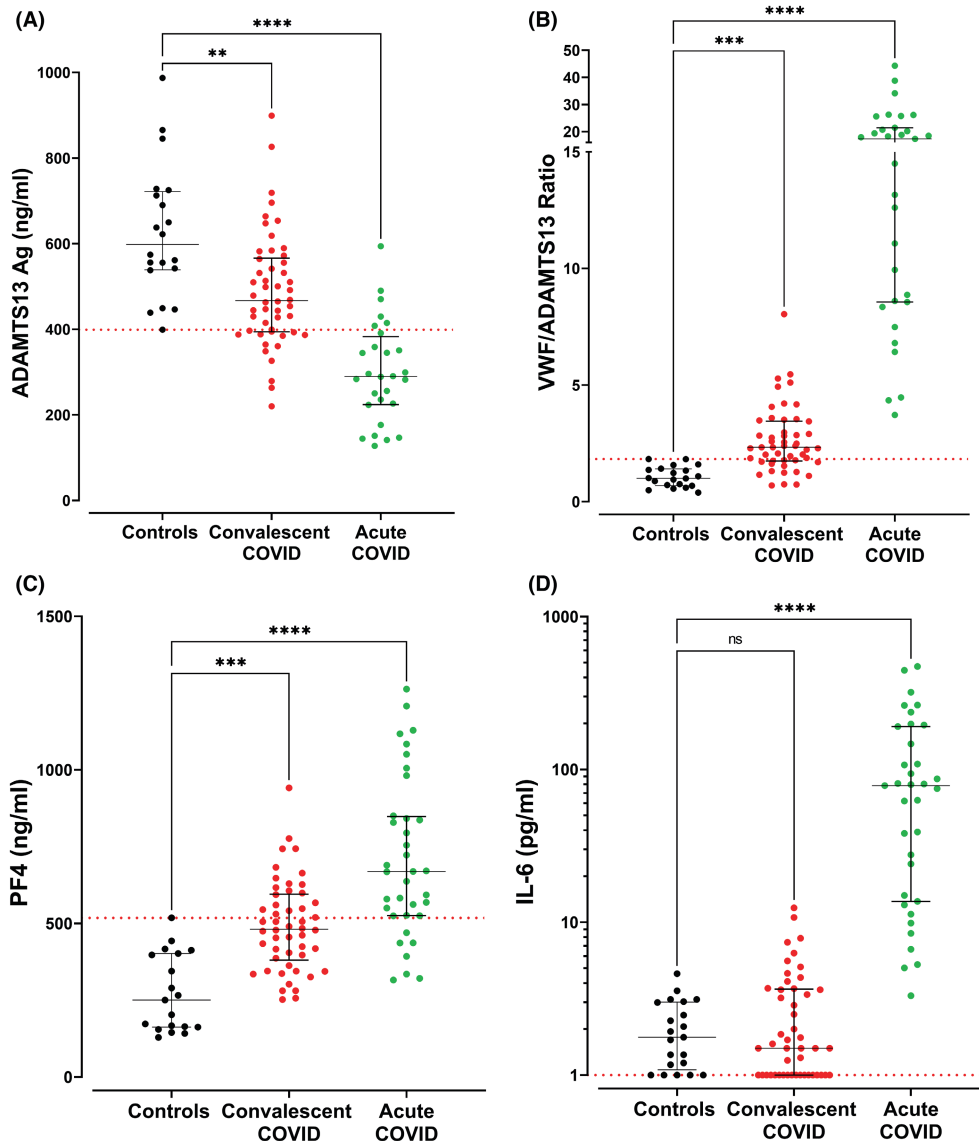 (A)
****
**
ADAMTS13 Ag (ng/ml)
1000
800
600
400
200
0
Controls
Convalescent
COVID
Acute
COVID
(B)
****
***
VWF/ADAMTS13 Ratio
50
40
30
20
15
10
5
0
Controls
Convalescent
COVID
Acute
COVID
(C)
****
***
PF4 (ng/ml)
1500
1000
500
0
Controls
Convalescent
COVID
Acute
COVID
(D)
****
ns
IL-6 (pg/ml)
1000
100
10
1
Controls
Convalescent
COVID
Acute
COVID